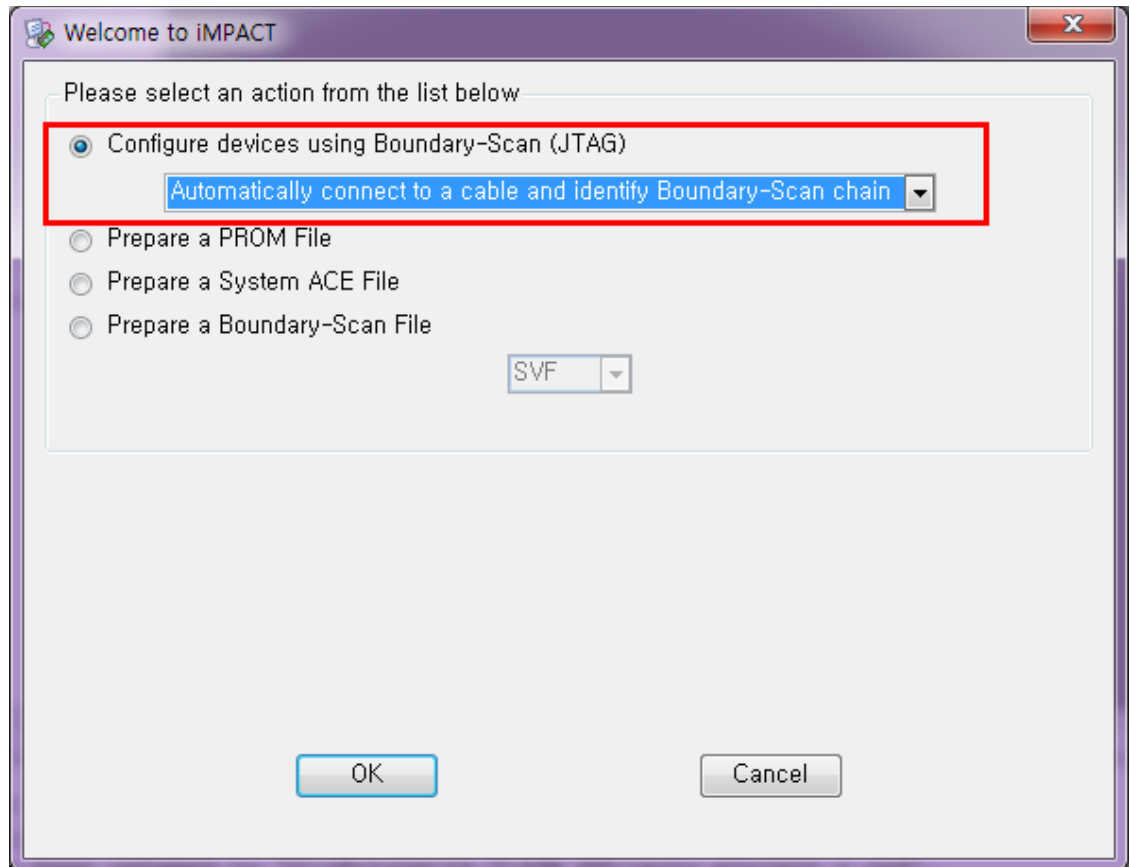 Welcome to iMPACT
Please select an action from the list below
Configure devices using Boundary-Scan (JTAG)
Automatically connect to a cable and identify Boundary-Scan chain
Prepare a PROM File
Prepare a System ACE File
Prepare a Boundary-Scan File
SVF
OK Cancel